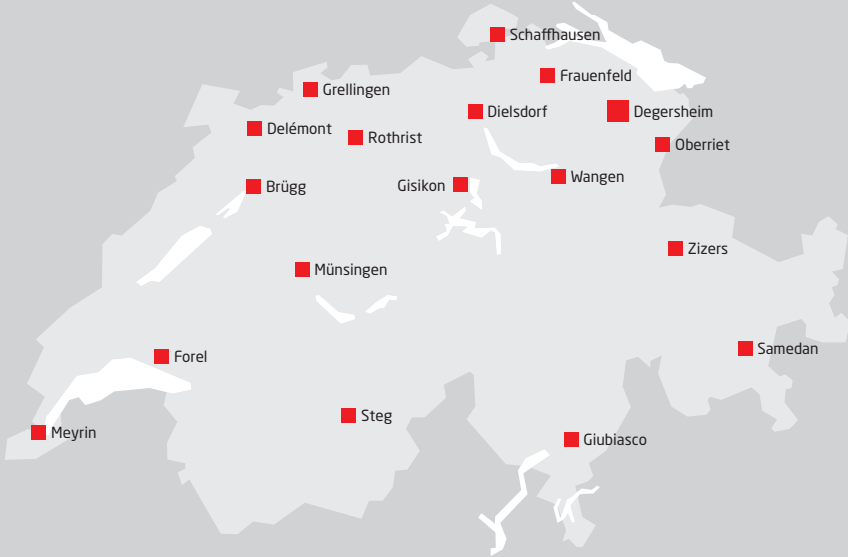 Schaffhausen
Frauenfeld
Grellingen
Dielsdorf
Degersheim
Delémont
Rothrist
Oberriet
Wangen
Gisikon
Brügg
Zizers
Münsingen
Samedan
Forel
Steg
Meyrin
Giubiasco